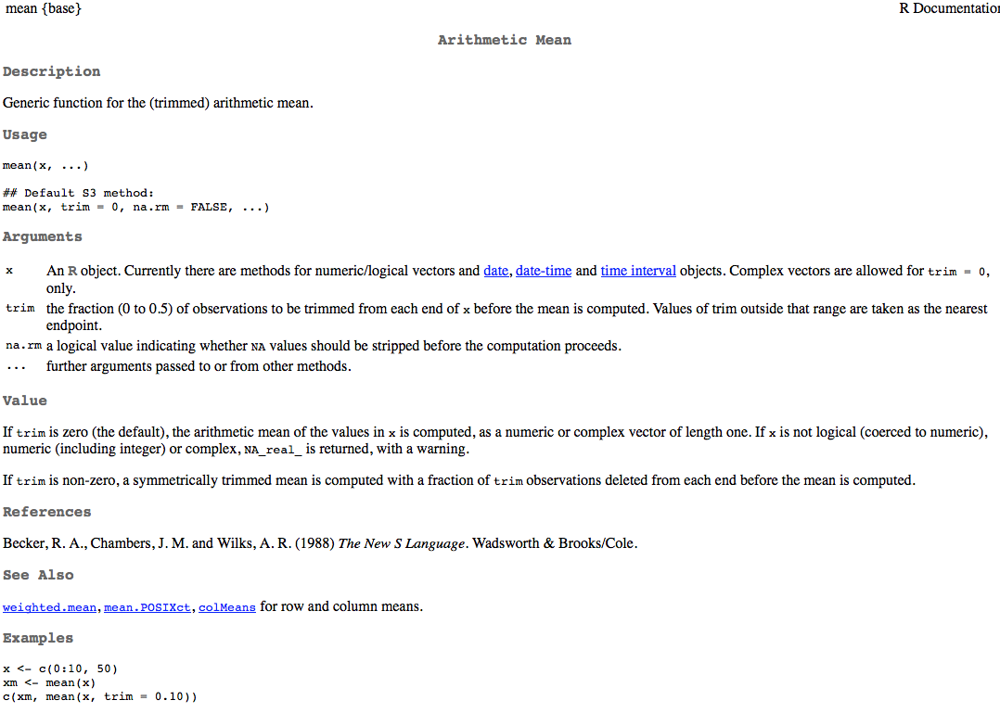 mean {base}
R Documentation
Arithmetic Mean
Description
Generic function for the (trimmed) arithmetic mean.
Usage
mean(x, ...)
## Default S3 method:
mean(x, trim = 0, na.rm = FALSE, ...)
Arguments
x An R object. Currently there are methods for numeric/logical vectors and date, date-time and time interval objects. Complex vectors are allowed for trim = 0,
only.
trim the fraction (0 to 0.5) of observations to be trimmed from each end of x before the mean is computed. Values of trim outside that range are taken as the nearest
endpoint.
na.rm a logical value indicating whether NA values should be stripped before the computation proceeds.
... further arguments passed to or from other methods.
Value
If trim is zero (the default), the arithmetic mean of the values in x is computed, as a numeric or complex vector of length one. If x is not logical (coerced to numeric),
numeric (including integer) or complex, NA_real_ is returned, with a warning.
If trim is non-zero, a symmetrically trimmed mean is computed with a fraction of trim observations deleted from each end before the mean is computed.
References
Becker, R. A., Chambers, J. M. and Wilks, A. R. (1988) The New S Language. Wadsworth & Brooks/Cole.
See Also
weighted.mean, mean.POSIXct, colMeans for row and column means.
Examples
x <- c(0:10, 50)
xm <- mean(x)
c(xm, mean(x, trim = 0.10))